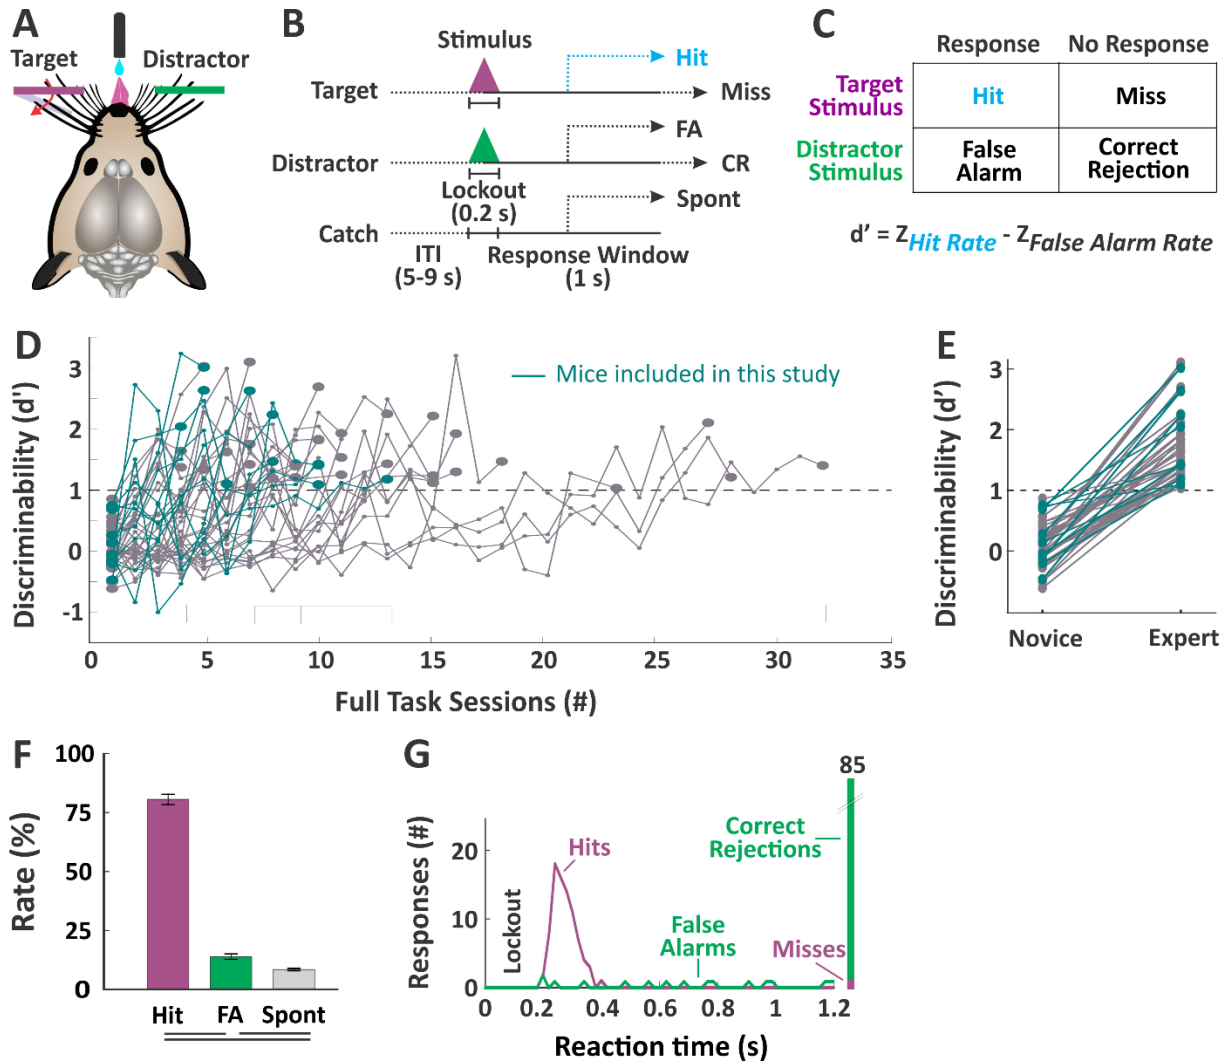 A
Target
Distractor
B
Stimulus
Target
Hit
Miss
Distractor
FA
CR
Lockout
(0.2 s)
Spont
Catch
ITI
(5-9 s)
Response Window
(1 s)
C
Response
No Response
Target
Stimulus
Hit
Miss
Distractor
Stimulus
False
Alarm
Correct
Rejection
d' = Z Hit Rate - Z False Alarm Rate
D
Discriminability (d')
3
2
1
0
-1
Mice included in this study
0 5 10 15 20 25 30 35
Full Task Sessions (#)
E
Discriminability (d')
3
2
1
0
Novice
Expert
F
Rate (%)
100
75
50
25
0
Hit FA Spont
G
85
Responses (#)
20
10
0
Lockout
Hits
Correct
Rejections
False
Alarms
Misses
0 0.2 0.4 0.6 0.8 1 1.2
Reaction time (s)